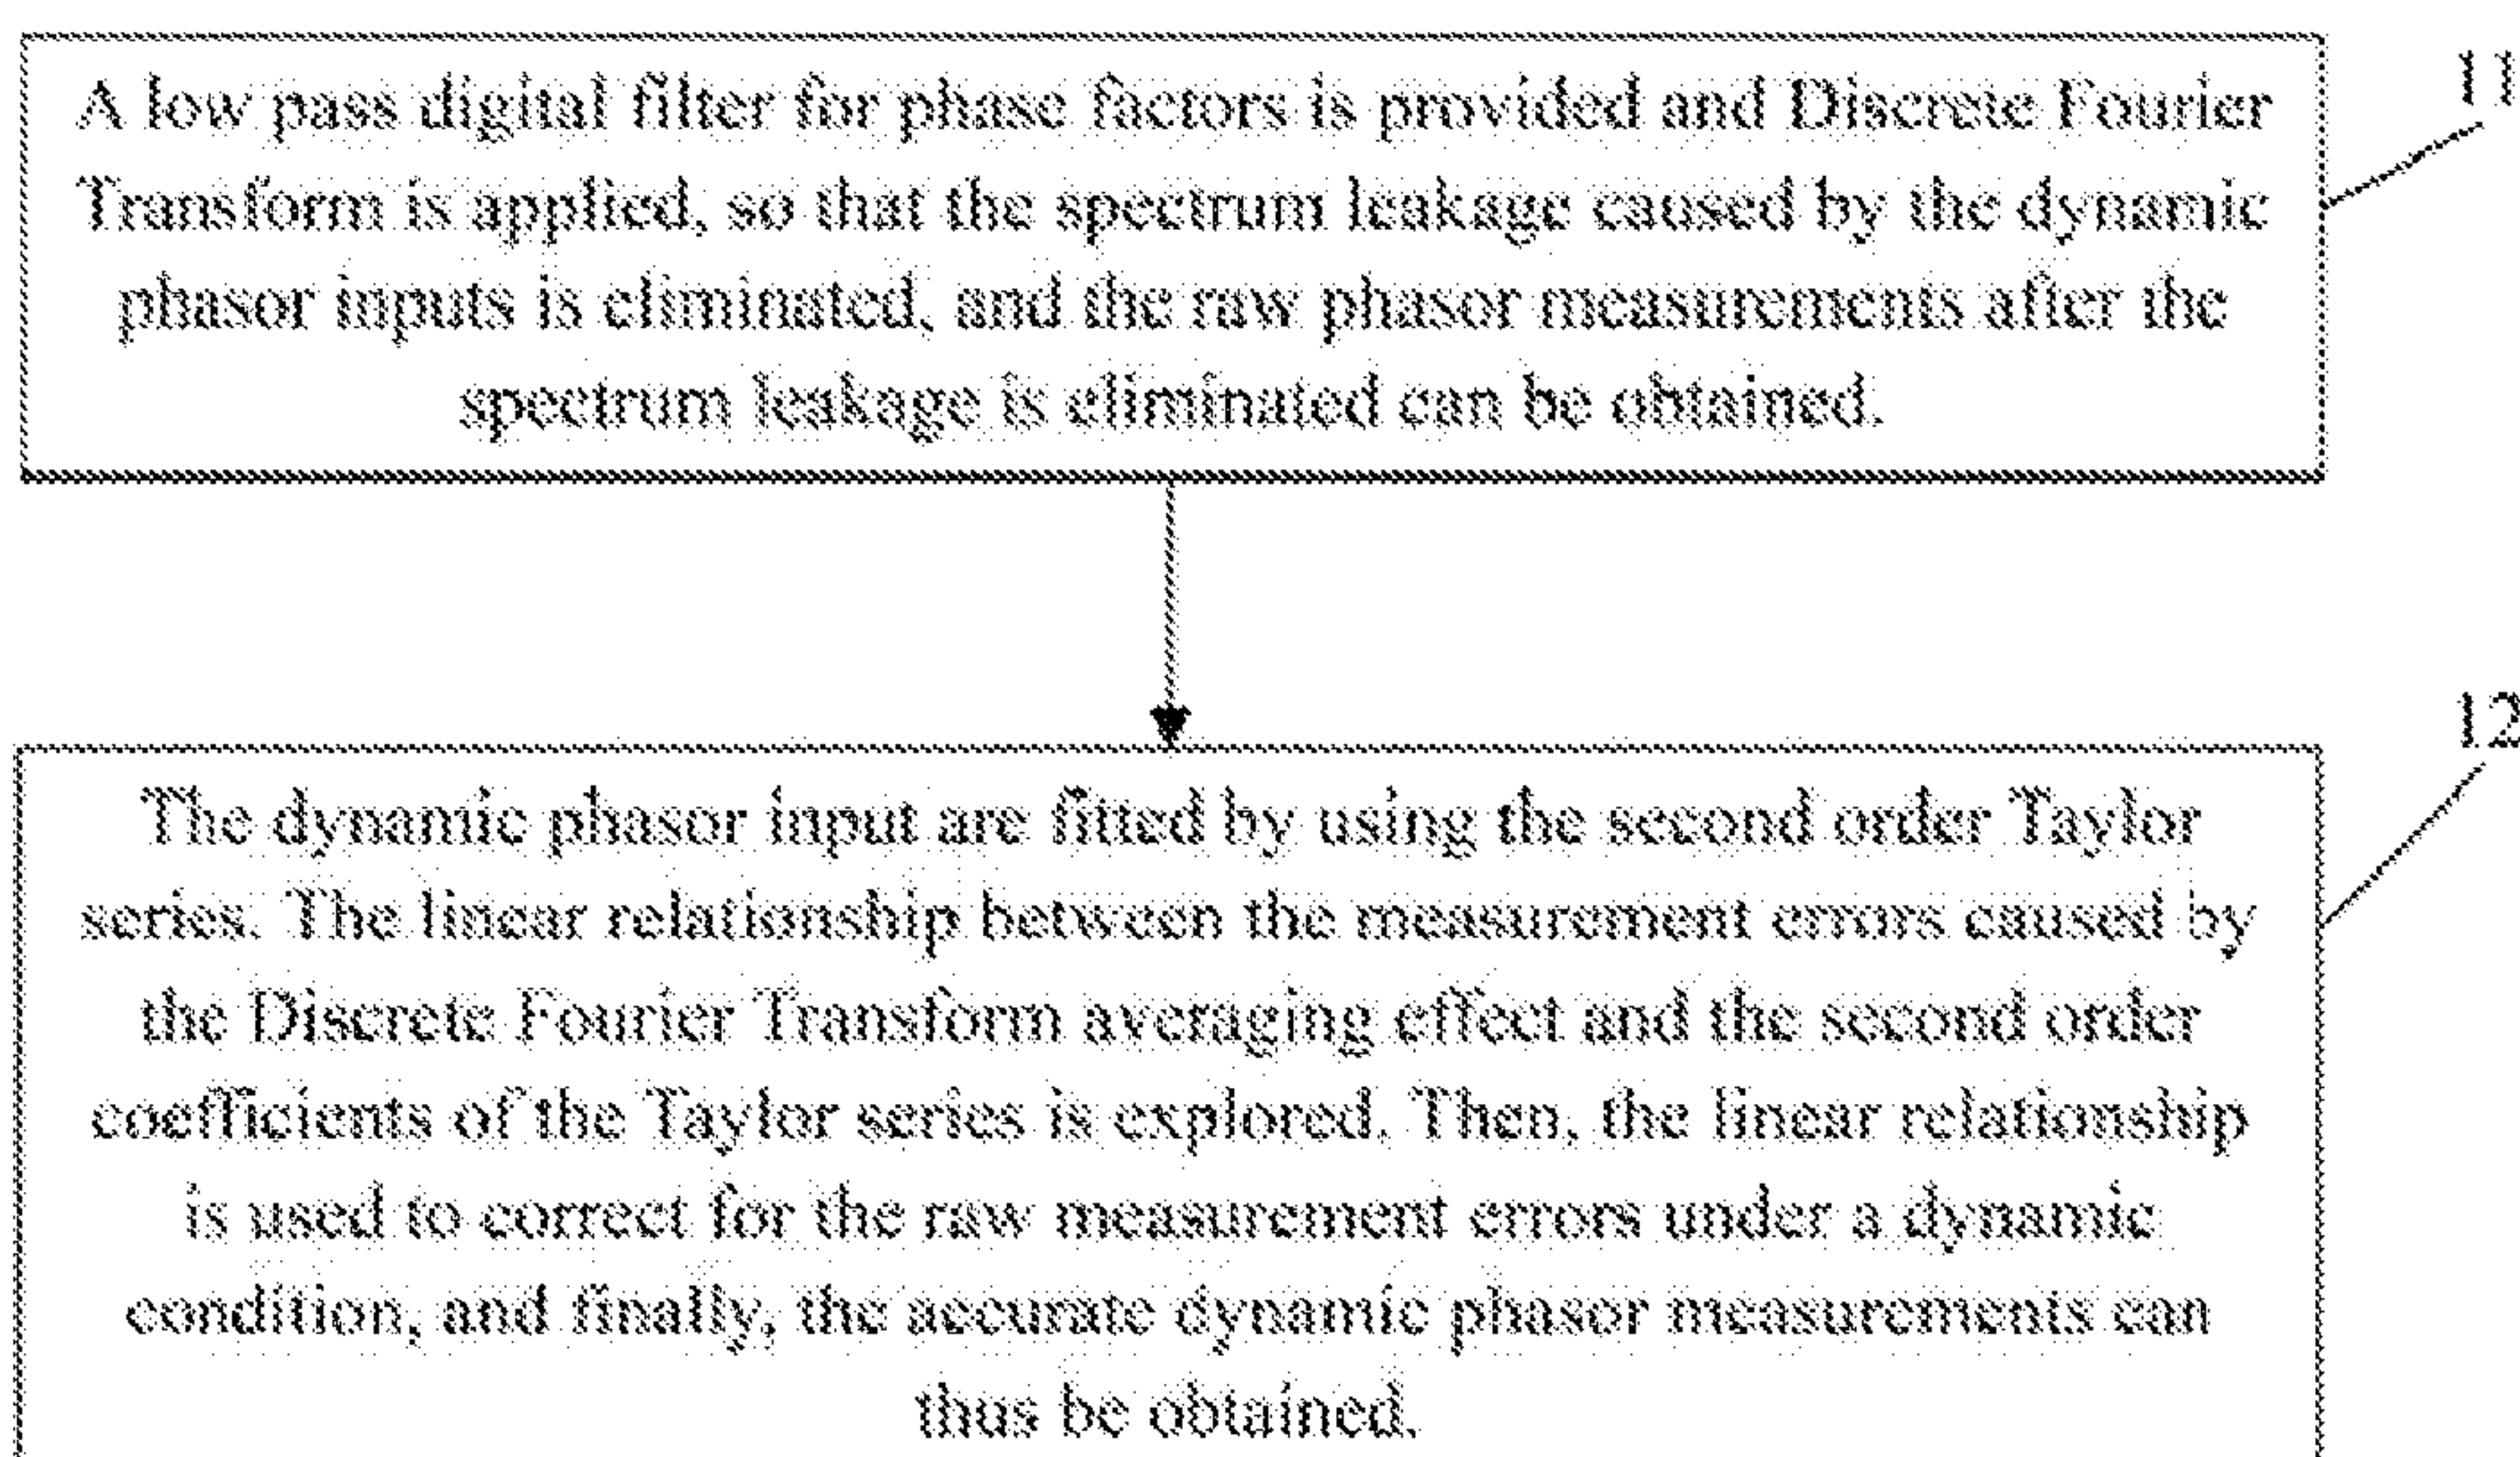 A low pass digital filter for phase factors is provided and Discrete Fourier
Transform is applied, so that the spectrum leakage caused by the dynamic
phasor inputs is eliminated, and the raw phasor measurements after the
spectrum leakage is eliminated can be obtained.
11
12
The dynamic phasor input are fitted by using the second order Taylor
series. The linear relationship between the measurement errors caused by
the Discrete Fourier Transform averaging effect and the second order
coefficients of the Taylor series is explored. Then, the linear relationship
is used to correct for the raw measurement errors under a dynamic
condition, and finally, the accurate dynamic phasor measurements can
thus be obtained.